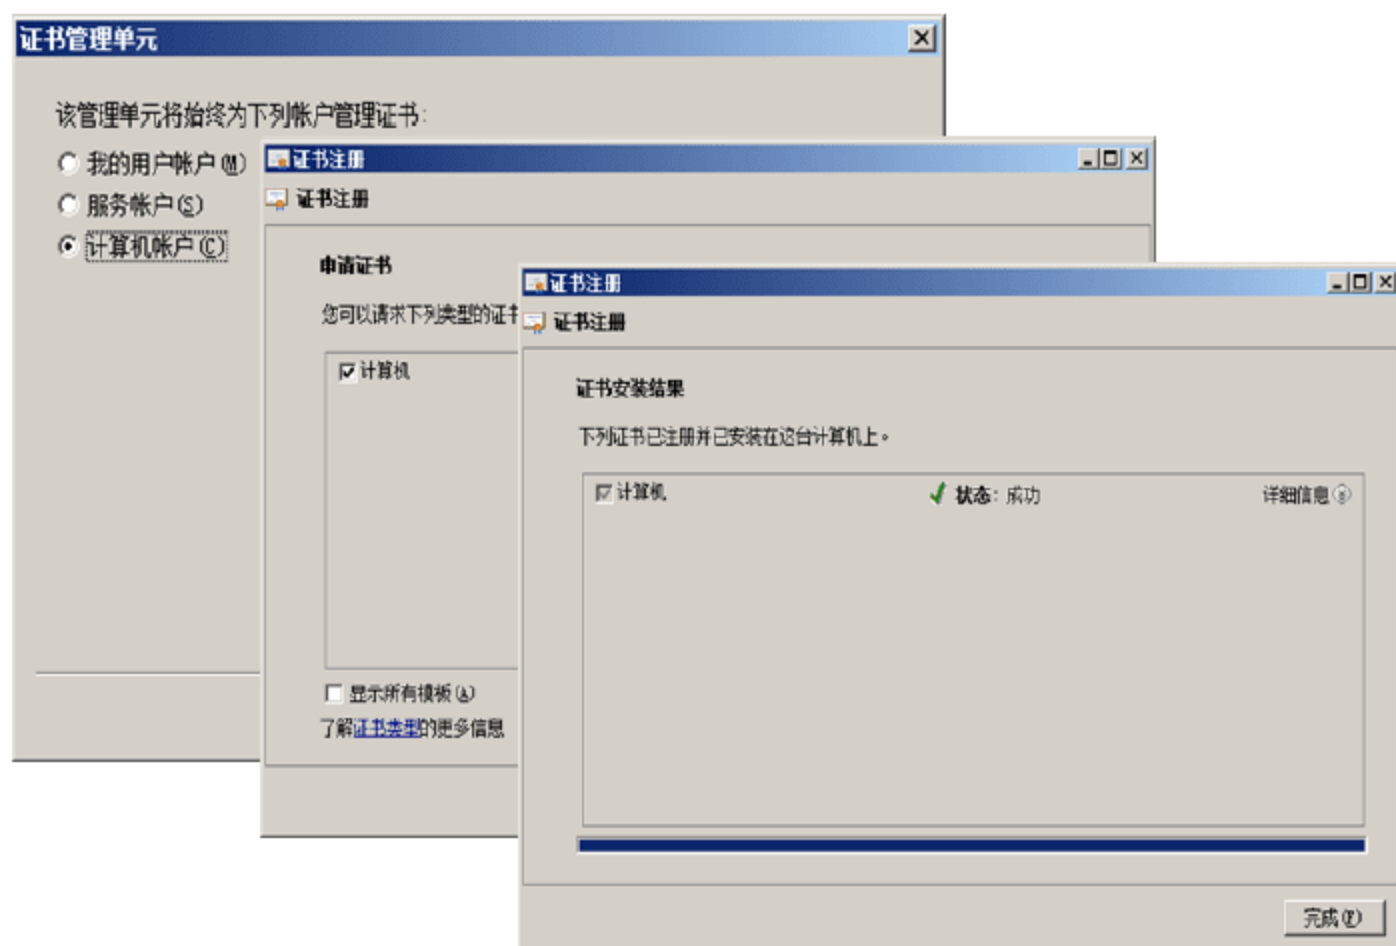 证书管理单元
该管理单元将始终为下列帐户管理证书:
我的用户帐户(M)
服务帐户(S)
计算机帐户(C)
证书注册
证书注册
申请证书
您可以请求下列类型的证书
计算机
显示所有模板(A)
了解证书类型的更多信息
证书注册
证书注册
证书安装结果
下列证书已注册并已安装在这台计算机上。
计算机 状态: 成功 详细信息
完成(F)